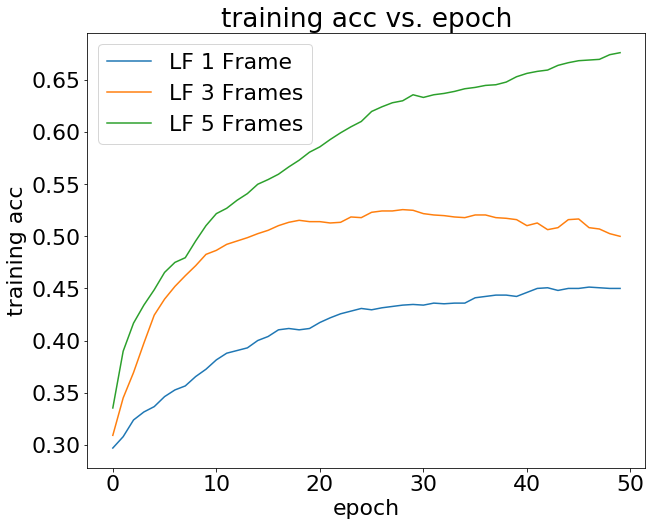 training acc vs. epoch
LF 1 Frame
LF 3 Frames
LF 5 Frames
training acc
0.65
0.60
0.55
0.50
0.45
0.40
0.35
0.30
0 10 20 30 40 50
epoch